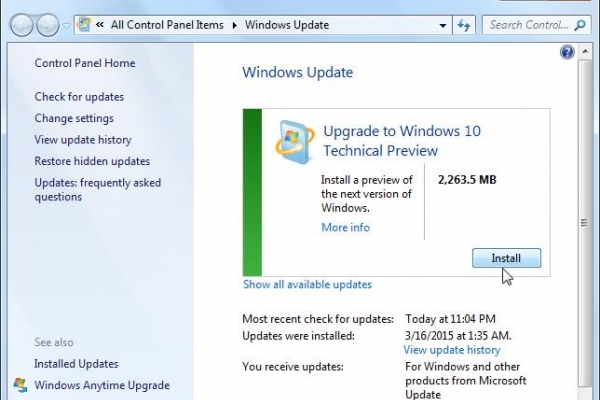 « All Control Panel Items Windows Update
Search Control...
Control Panel Home
Check for updates
Change settings
View update history
Restore hidden updates
Updates: frequently asked
questions
See also
Installed Updates
Windows Anytime Upgrade
Windows Update
Upgrade to Windows 10
Technical Preview
Install a preview of
the next version of
Windows.
More info
2,263.5 MB
Install
Show all available updates
Most recent check for updates: Today at 11:04 PM
Updates were installed: 3/16/2015 at 1:35 AM.
View update history
You receive updates: For Windows and other
products from Microsoft
Update